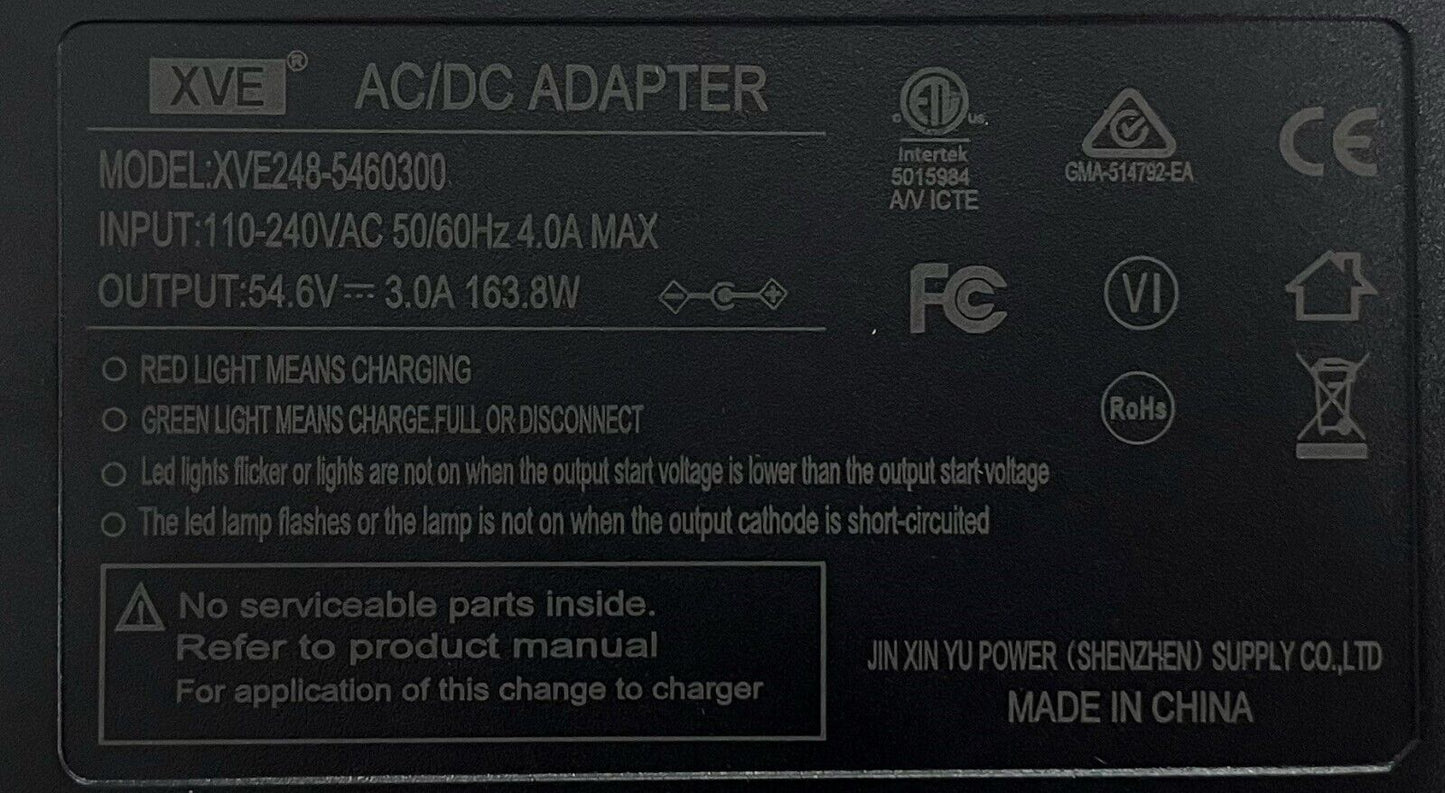 XVE® AC/DC ADAPTER
MODEL:XVE248-5460300
INPUT:110-240VAC 50/60Hz 4.0A MAX
OUTPUT:54.6V⎓ 3.0A 163.8W
RED LIGHT MEANS CHARGING
GREEN LIGHT MEANS CHARGE.FULL OR DISCONNECT
Led lights flicker or lights are not on when the output start voltage is lower than the output start-voltage
The led lamp flashes or the lamp is not on when the output cathode is short-circuited
No serviceable parts inside.
Refer to product manual
For application of this change to charger
c ETL us
Intertek
5015984
A/V ICTE
GMA-514792-EA
CE
FC
VI
RoHs
JIN XIN YU POWER (SHENZHEN) SUPPLY CO.,LTD
MADE IN CHINA